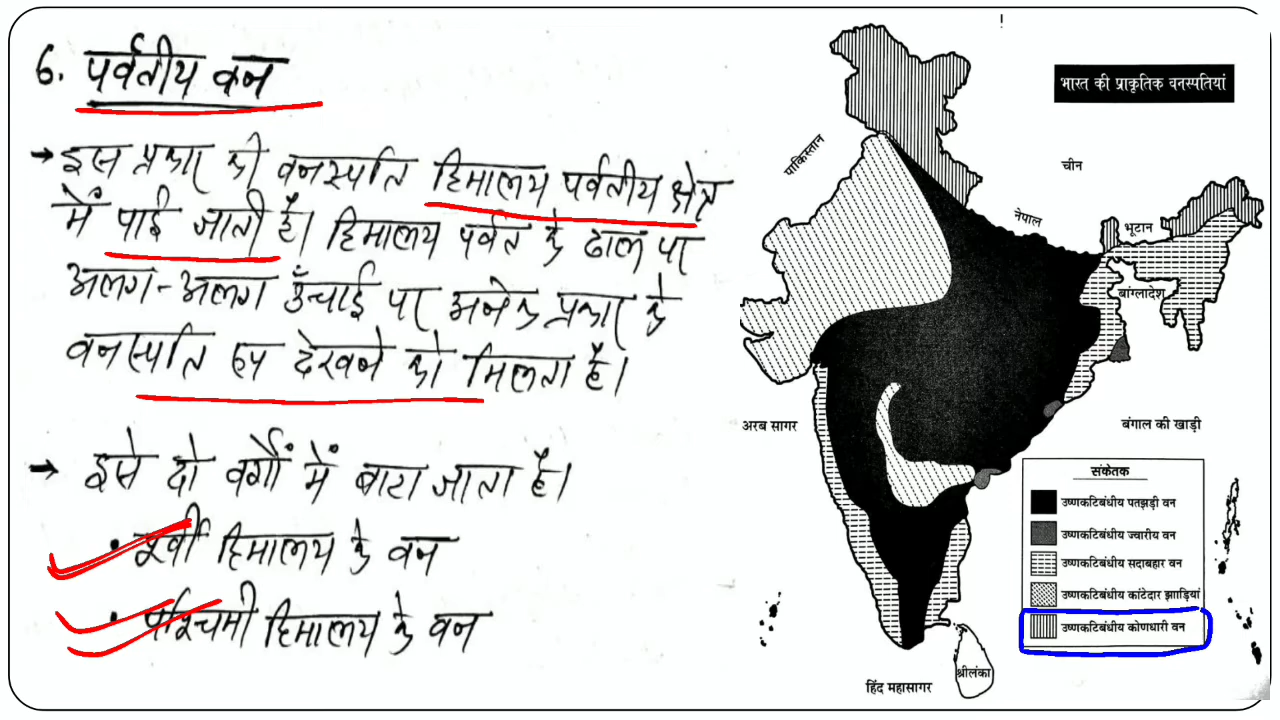 6. पर्वतीय वन
→ इस प्रकार की वनस्पति हिमालय पर्वतीय क्षेत्र
में पाई जाती है। हिमालय पर्वत के ढाल पर
अलग-अलग ऊँचाई पर अनेक प्रकार के
वनस्पति रूप देखने को मिलता है।
→ इसे दो वर्गों में बाटा जाता है।
• पूर्वी हिमालय के वन
• पश्चिमी हिमालय के वन
भारत की प्राकृतिक वनस्पतियां
पाकिस्तान
चीन
नेपाल
भूटान
बांग्लादेश
अरब सागर
बंगाल की खाड़ी
संकेतक
उष्णकटिबंधीय पतझड़ी वन
उष्णकटिबंधीय ज्वारीय वन
उष्णकटिबंधीय सदाबहार वन
उष्णकटिबंधीय कांटेदार झााड़ियां
उष्णकटिबंधीय कोणधारी वन
श्रीलंका
हिंद महासागर